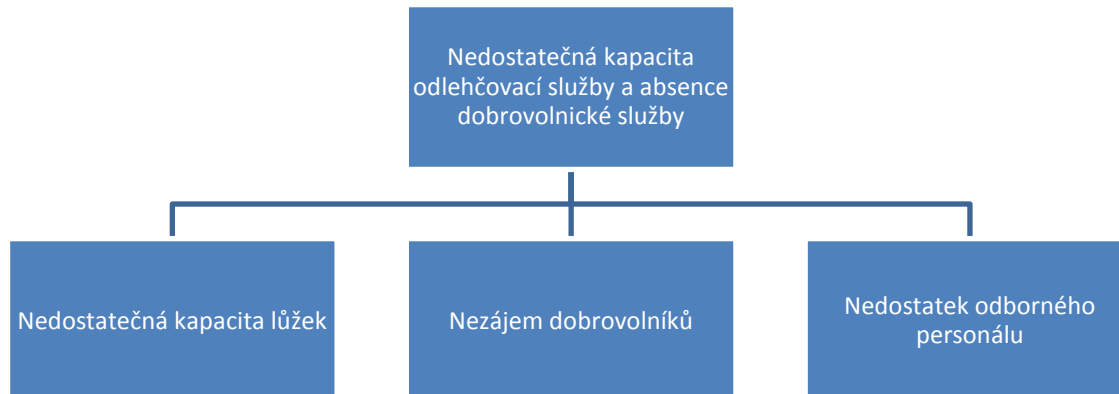 Nedostatečná kapacita
odlehčovací služby a absence
dobrovolnické služby
Nedostatečná kapacita lůžek
Nezájem dobrovolníků
Nedostatek odborného
personálu